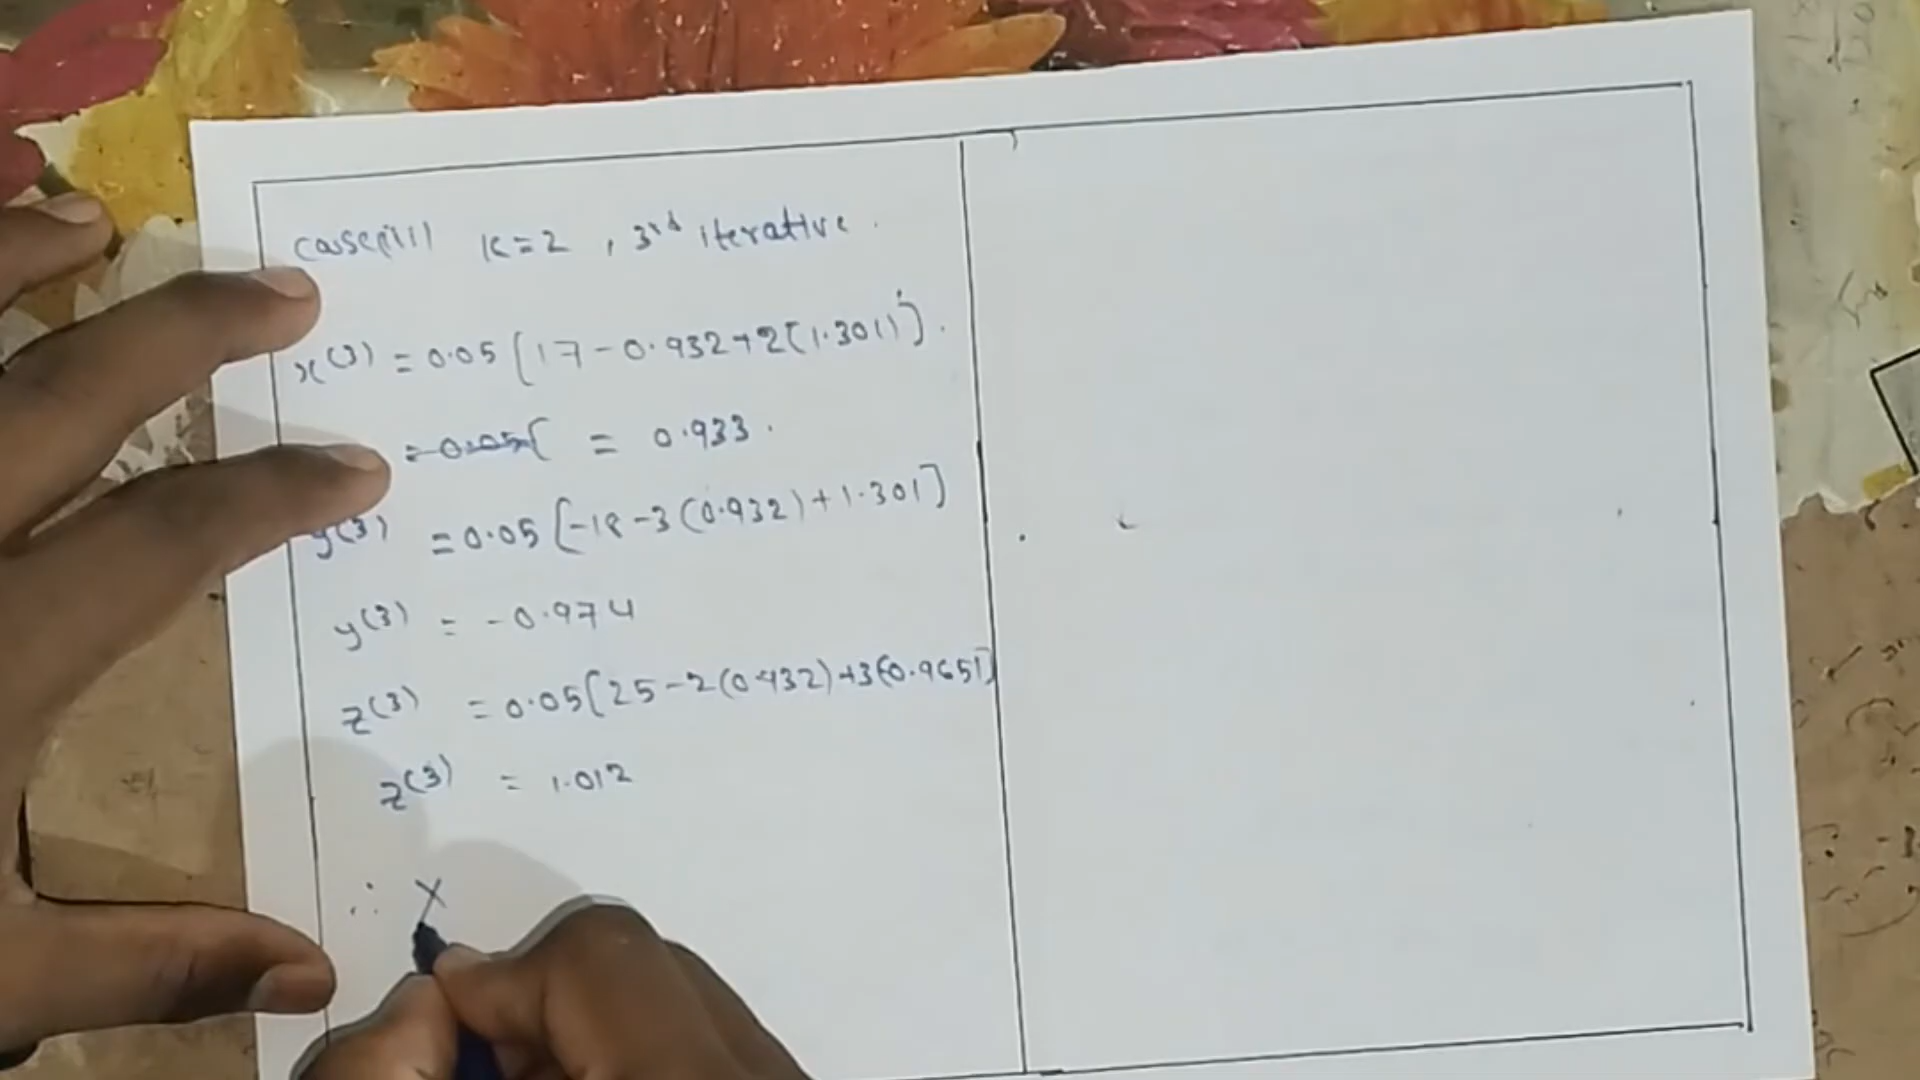 case(iii) K=2 , 3rd iterative .
x(3) = 0.05 [17 - 0.932 + 2(1.301)] .
= 0.05[ = 0.933 .
y(3) = 0.05 [-18 - 3(0.932) + 1.301]
y(3) = - 0.974
z(3) = 0.05[25 - 2(0.932) + 3(-0.965)]
z(3) = 1.012
∴ X